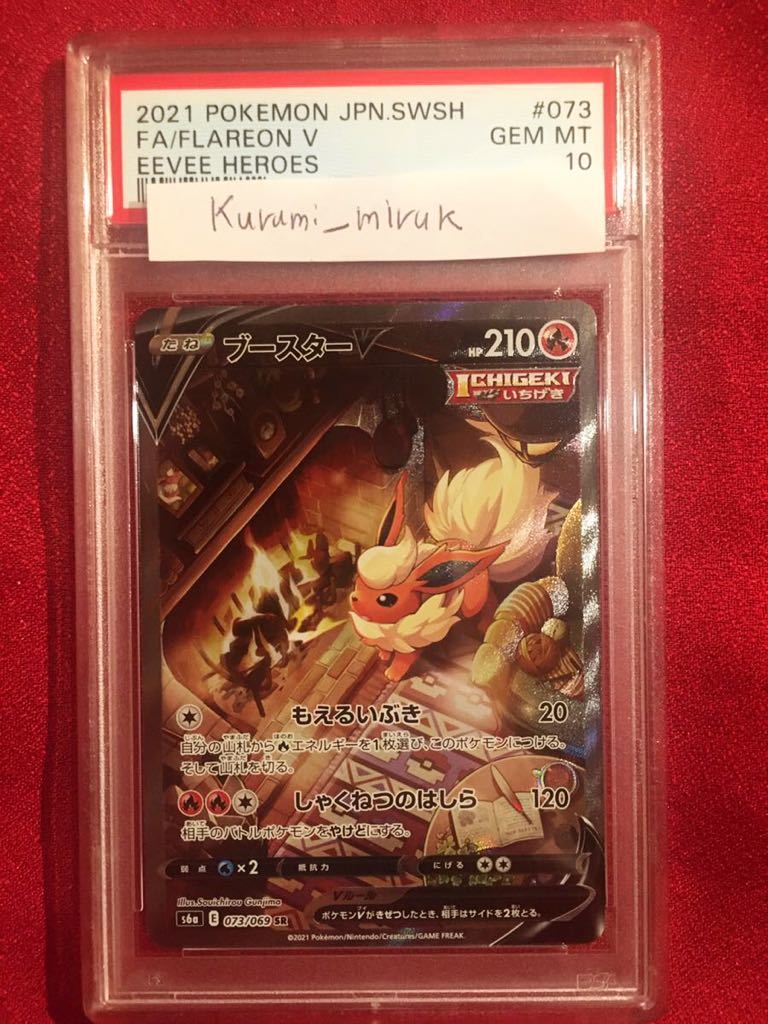 2021 POKEMON JPN.SWSH #073
FA/FLAREON V GEM MT
EEVEE HEROES 10
Kurumi_miruk
たね ブースターV HP 210
ICHIGEKI
いちげき
もえるいぶき 20
自分の山札からエネルギーを1枚選び、このポケモンにつける。
そして山札を切る。
しゃくねつのはしら 120
相手のバトルポケモンをやけどにする。
弱点 ×2 抵抗力 にげる
Vルール
ポケモンVがきぜつしたとき、相手はサイドを2枚とる。
Illus.Souichirou Gunjima
s6a E 073/069 SR
©2021 Pokémon/Nintendo/Creatures/GAME FREAK.